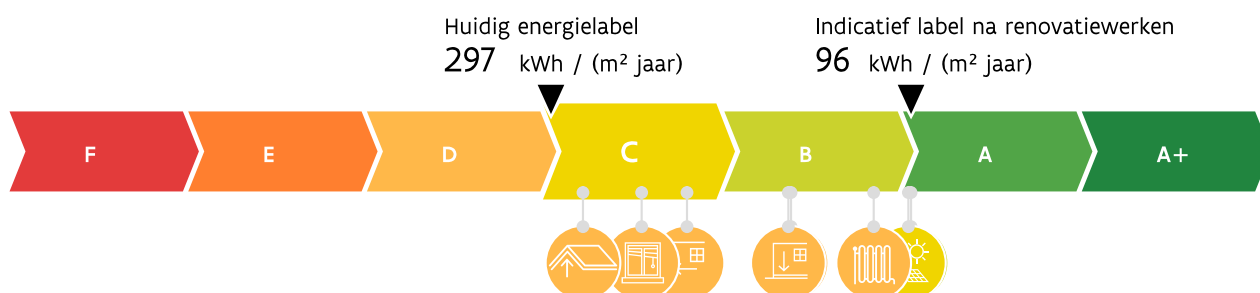 Huidig energielabel
297 kWh / (m² jaar)
Indicatief label na renovatiewerken
96 kWh / (m² jaar)
F E D C B A A+